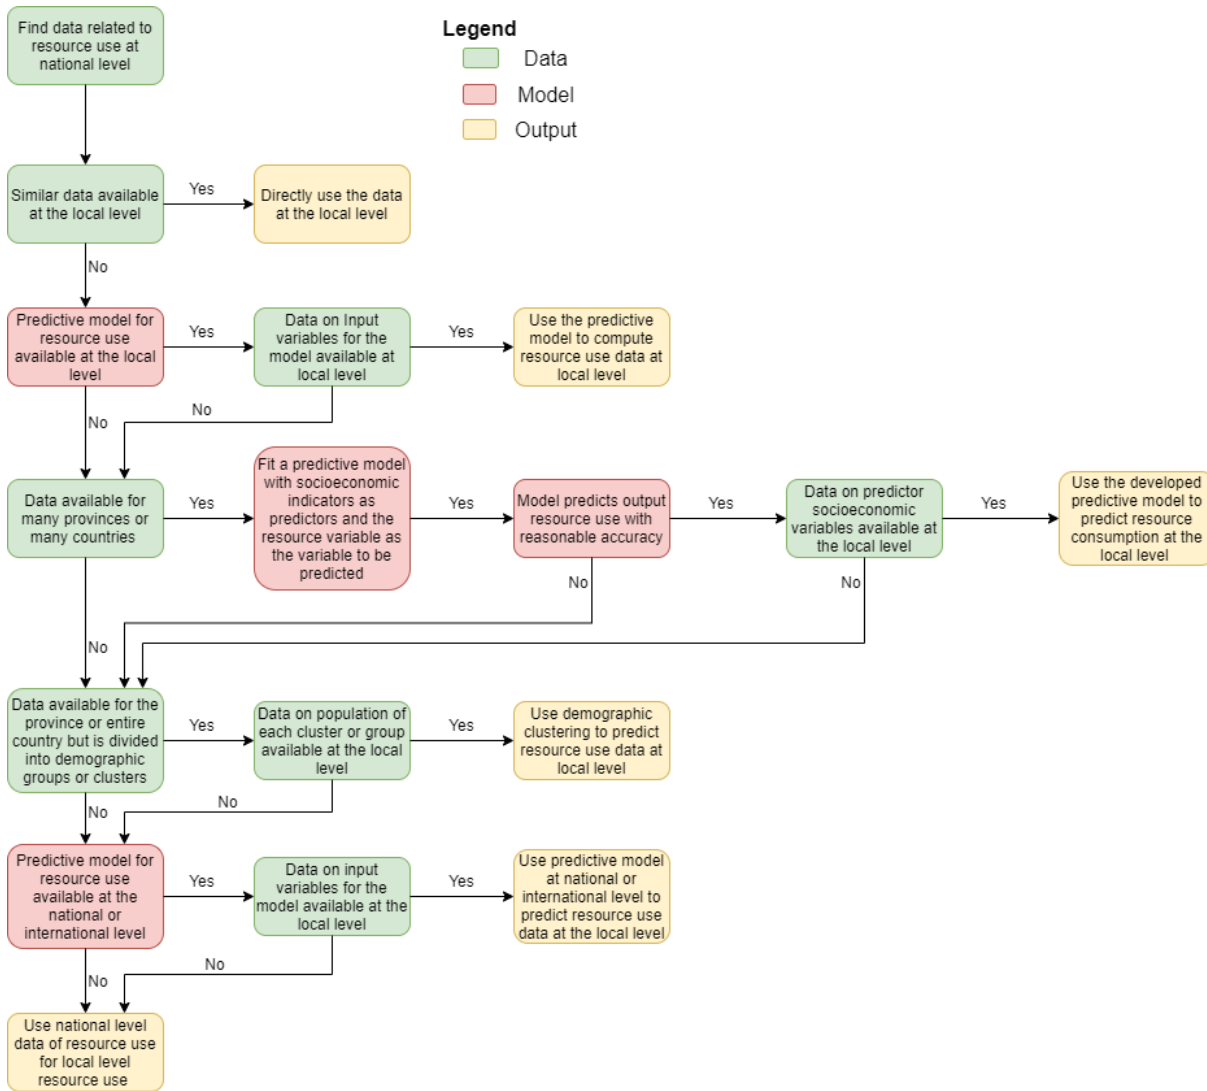 Find data related to
resource use at
national level
Legend
Data
Model
Output
Similar data available
at the local level
Yes
Directly use the data
at the local level
No
Predictive model for
resource use
available at the local
level
Yes
Data on Input
variables for the
model available at
local level
Yes
Use the predictive
model to compute
resource use data at
local level
No
No
Data available for
many provinces or
many countries
Yes
Fit a predictive model
with socioeconomic
indicators as
predictors and the
resource variable as
the variable to be
predicted
Yes
Model predicts output
resource use with
reasonable accuracy
Yes
Data on predictor
socioeconomic
variables available at
the local level
Yes
Use the developed
predictive model to
predict resource
consumption at the
local level
No
No
No
Data available for the
province or entire
country but is divided
into demographic
groups or clusters
Yes
Data on population of
each cluster or group
available at the local
level
Yes
Use demographic
clustering to predict
resource use data at
local level
No
No
Predictive model for
resource use
available at the
national or
international level
Yes
Data on input
variables for the
model available at the
local level
Yes
Use predictive model
at national or
international level to
predict resource use
data at the local level
No
No
Use national level
data of resource use
for local level
resource use